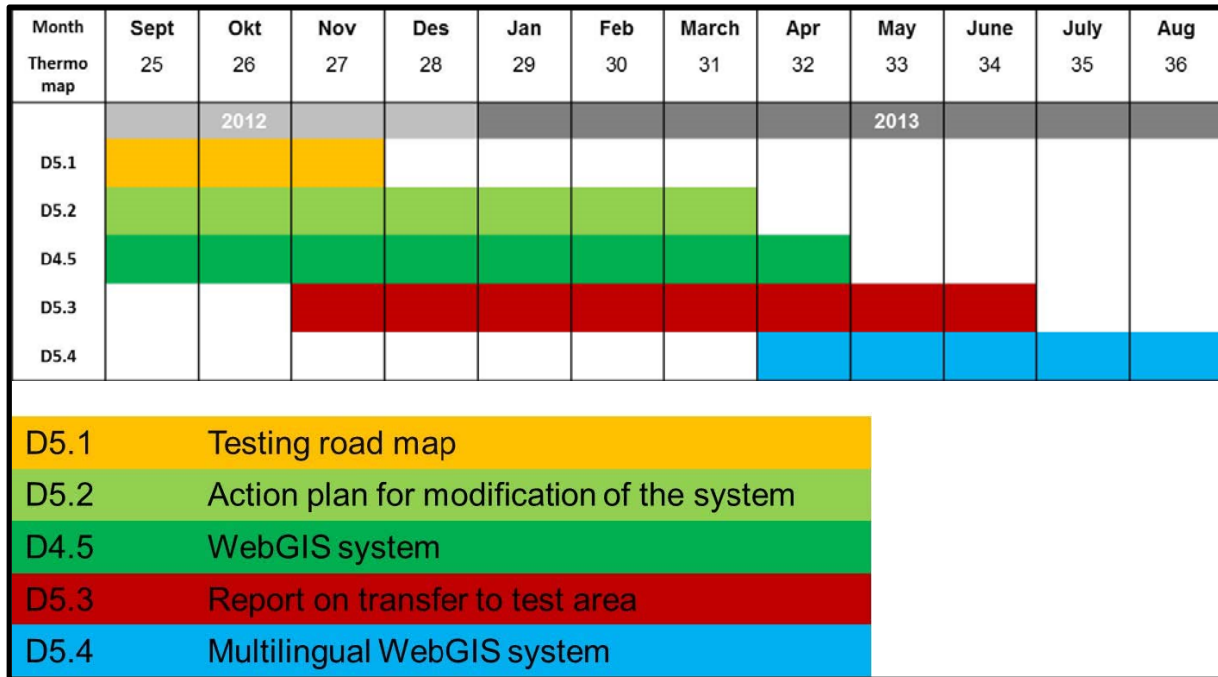 Month Sept Okt Nov Des Jan Feb March Apr May June July Aug
Thermo map 25 26 27 28 29 30 31 32 33 34 35 36
2012 2013
D5.1
D5.2
D4.5
D5.3
D5.4
D5.1 Testing road map
D5.2 Action plan for modification of the system
D4.5 WebGIS system
D5.3 Report on transfer to test area
D5.4 Multilingual WebGIS system